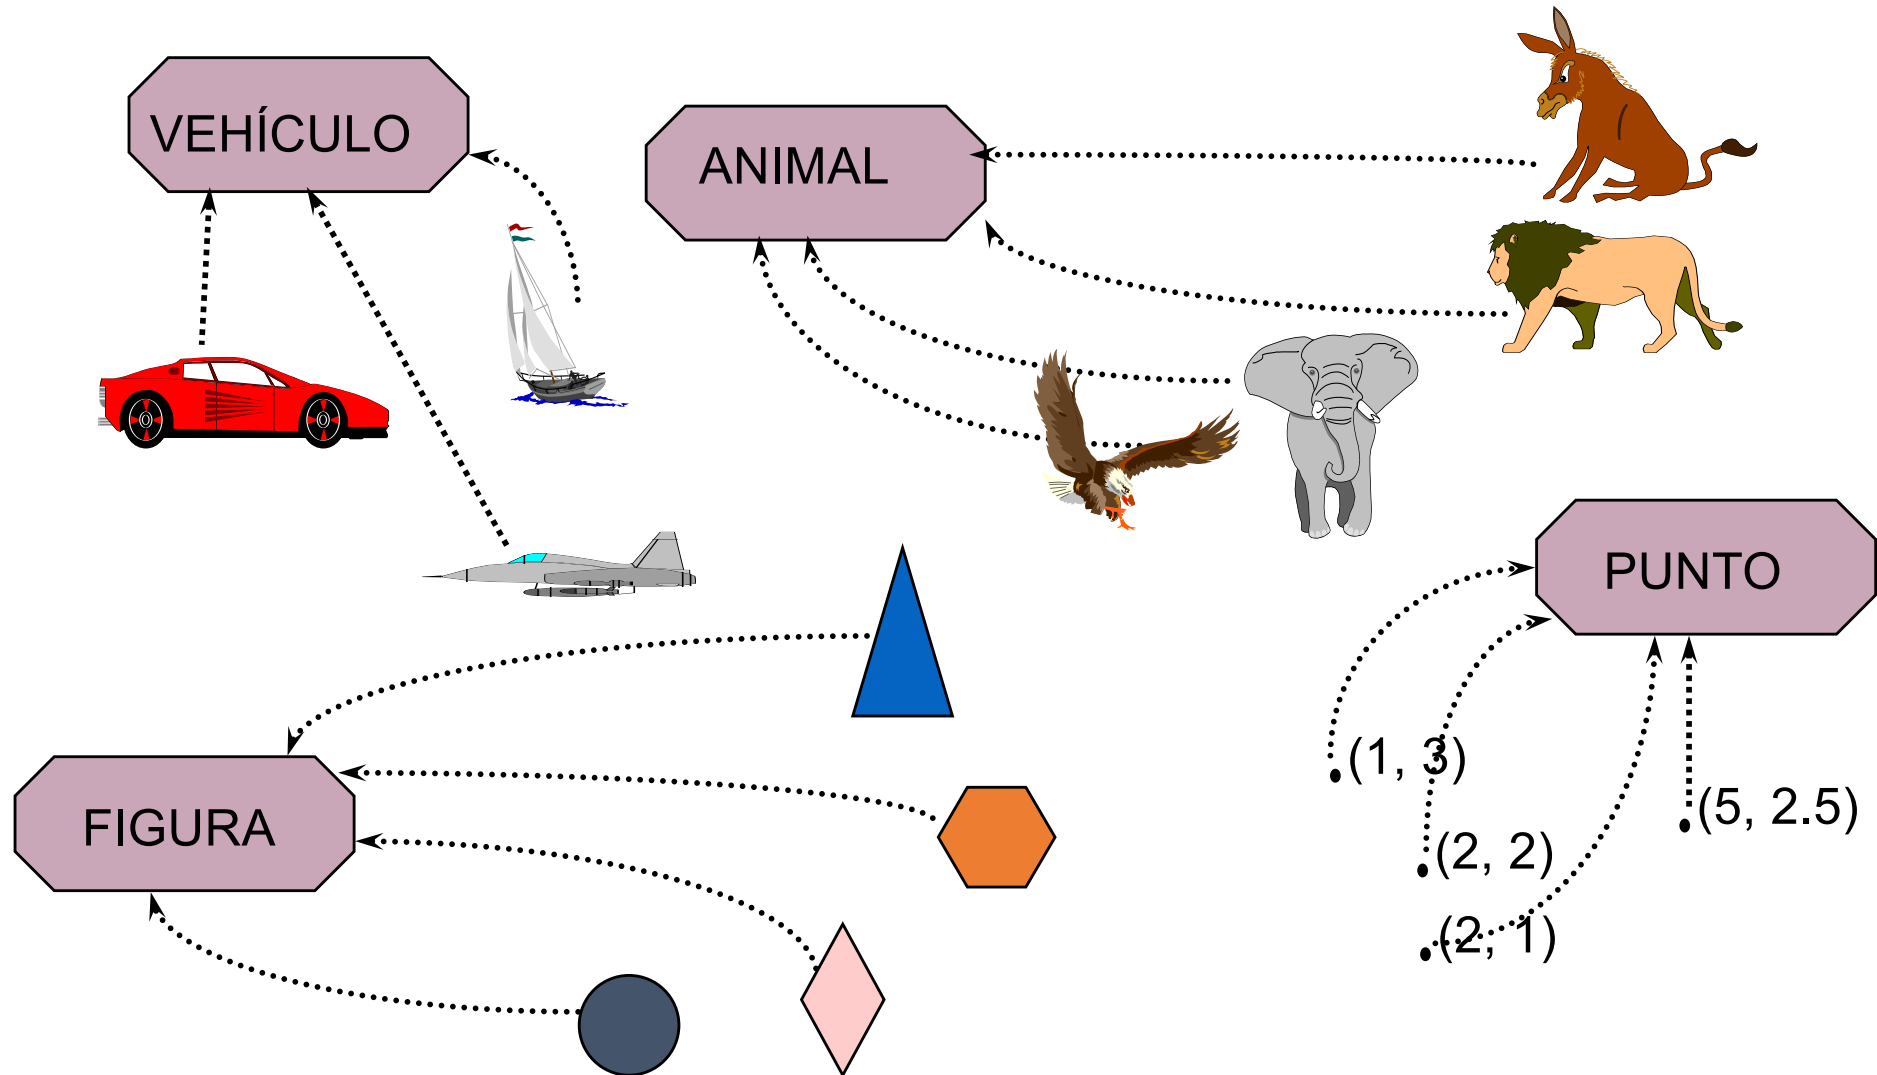 VEHÍCULO
ANIMAL
PUNTO
(1, 3)
(5, 2.5)
FIGURA
(2, 2)
(2, 1)